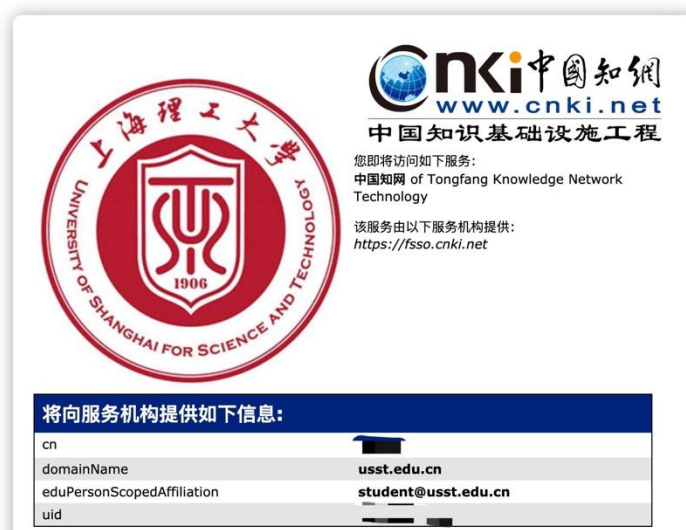 上海理工大學
UNIVERSITY OF SHANGHAI FOR SCIENCE AND TECHNOLOGY
1906
cnki中國知網
www.cnki.net
中国知识基础设施工程
您即将访问如下服务:
中国知网 of Tongfang Knowledge Network
Technology
该服务由以下服务机构提供:
https://fsso.cnki.net
将向服务机构提供如下信息:
cn
domainName usst.edu.cn
eduPersonScopedAffiliation student@usst.edu.cn
uid